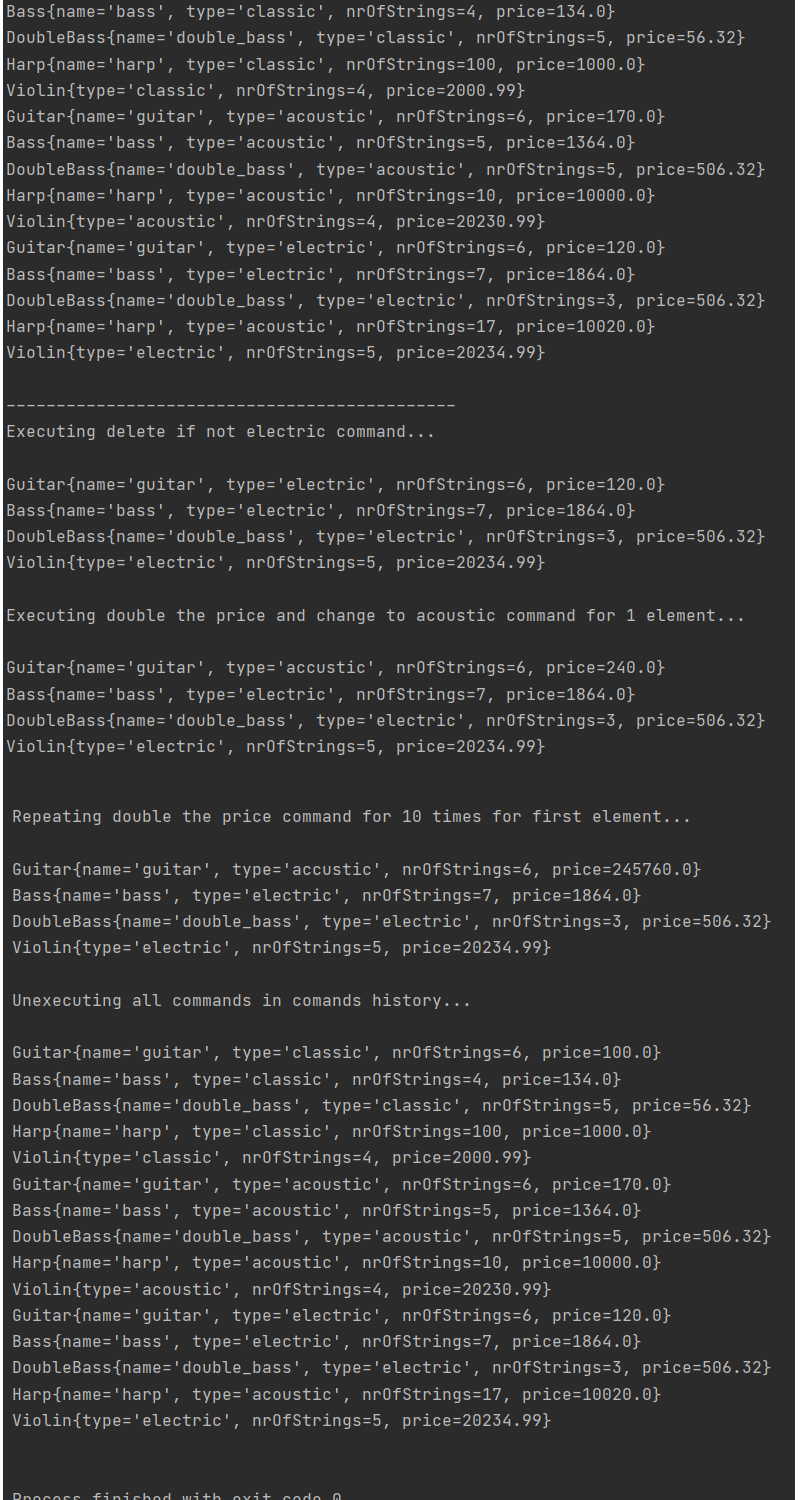 Bass{name='bass', type='classic', nrOfStrings=4, price=134.0}
DoubleBass{name='double_bass', type='classic', nrOfStrings=5, price=56.32}
Harp{name='harp', type='classic', nrOfStrings=100, price=1000.0}
Violin{type='classic', nrOfStrings=4, price=2000.99}
Guitar{name='guitar', type='acoustic', nrOfStrings=6, price=170.0}
Bass{name='bass', type='acoustic', nrOfStrings=5, price=1364.0}
DoubleBass{name='double_bass', type='acoustic', nrOfStrings=5, price=506.32}
Harp{name='harp', type='acoustic', nrOfStrings=10, price=10000.0}
Violin{type='acoustic', nrOfStrings=4, price=20230.99}
Guitar{name='guitar', type='electric', nrOfStrings=6, price=120.0}
Bass{name='bass', type='electric', nrOfStrings=7, price=1864.0}
DoubleBass{name='double_bass', type='electric', nrOfStrings=3, price=506.32}
Harp{name='harp', type='acoustic', nrOfStrings=17, price=10020.0}
Violin{type='electric', nrOfStrings=5, price=20234.99}
---------------------------------------------
Executing delete if not electric command...
Guitar{name='guitar', type='electric', nrOfStrings=6, price=120.0}
Bass{name='bass', type='electric', nrOfStrings=7, price=1864.0}
DoubleBass{name='double_bass', type='electric', nrOfStrings=3, price=506.32}
Violin{type='electric', nrOfStrings=5, price=20234.99}
Executing double the price and change to acoustic command for 1 element...
Guitar{name='guitar', type='accustic', nrOfStrings=6, price=240.0}
Bass{name='bass', type='electric', nrOfStrings=7, price=1864.0}
DoubleBass{name='double_bass', type='electric', nrOfStrings=3, price=506.32}
Violin{type='electric', nrOfStrings=5, price=20234.99}
Repeating double the price command for 10 times for first element...
Guitar{name='guitar', type='accustic', nrOfStrings=6, price=245760.0}
Bass{name='bass', type='electric', nrOfStrings=7, price=1864.0}
DoubleBass{name='double_bass', type='electric', nrOfStrings=3, price=506.32}
Violin{type='electric', nrOfStrings=5, price=20234.99}
Unexecuting all commands in comands history...
Guitar{name='guitar', type='classic', nrOfStrings=6, price=100.0}
Bass{name='bass', type='classic', nrOfStrings=4, price=134.0}
DoubleBass{name='double_bass', type='classic', nrOfStrings=5, price=56.32}
Harp{name='harp', type='classic', nrOfStrings=100, price=1000.0}
Violin{type='classic', nrOfStrings=4, price=2000.99}
Guitar{name='guitar', type='acoustic', nrOfStrings=6, price=170.0}
Bass{name='bass', type='acoustic', nrOfStrings=5, price=1364.0}
DoubleBass{name='double_bass', type='acoustic', nrOfStrings=5, price=506.32}
Harp{name='harp', type='acoustic', nrOfStrings=10, price=10000.0}
Violin{type='acoustic', nrOfStrings=4, price=20230.99}
Guitar{name='guitar', type='electric', nrOfStrings=6, price=120.0}
Bass{name='bass', type='electric', nrOfStrings=7, price=1864.0}
DoubleBass{name='double_bass', type='electric', nrOfStrings=3, price=506.32}
Harp{name='harp', type='acoustic', nrOfStrings=17, price=10020.0}
Violin{type='electric', nrOfStrings=5, price=20234.99}
Process finished with exit code 0